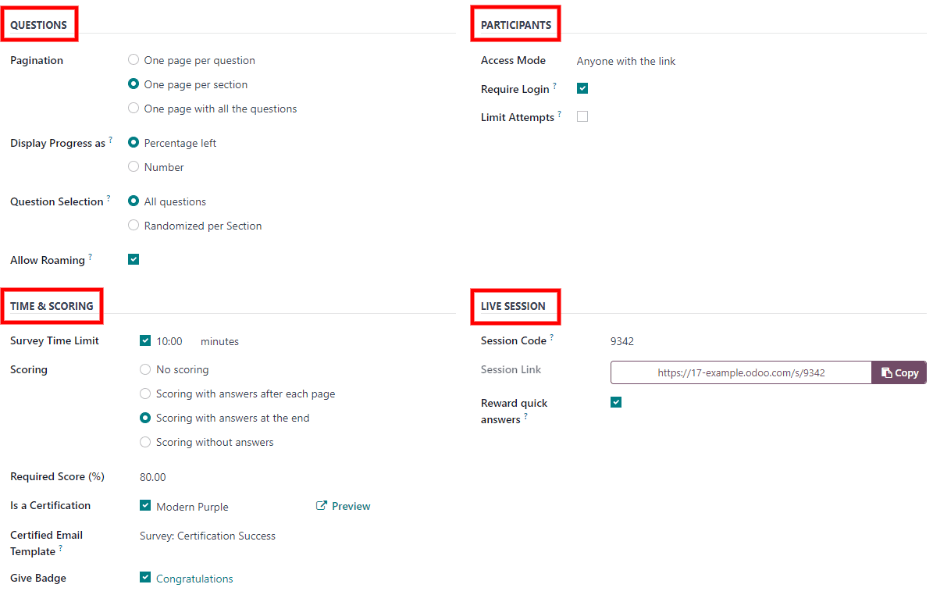 QUESTIONS
Pagination
One page per question
One page per section
One page with all the questions
Display Progress as ?
Percentage left
Number
Question Selection ?
All questions
Randomized per Section
Allow Roaming ?
PARTICIPANTS
Access Mode Anyone with the link
Require Login ?
Limit Attempts ?
TIME & SCORING
Survey Time Limit 10:00 minutes
Scoring
No scoring
Scoring with answers after each page
Scoring with answers at the end
Scoring without answers
Required Score (%) 80.00
Is a Certification Modern Purple Preview
Certified Email
Template ?
Survey: Certification Success
Give Badge Congratulations
LIVE SESSION
Session Code ? 9342
Session Link https://17-example.odoo.com/s/9342 Copy
Reward quick
answers ?